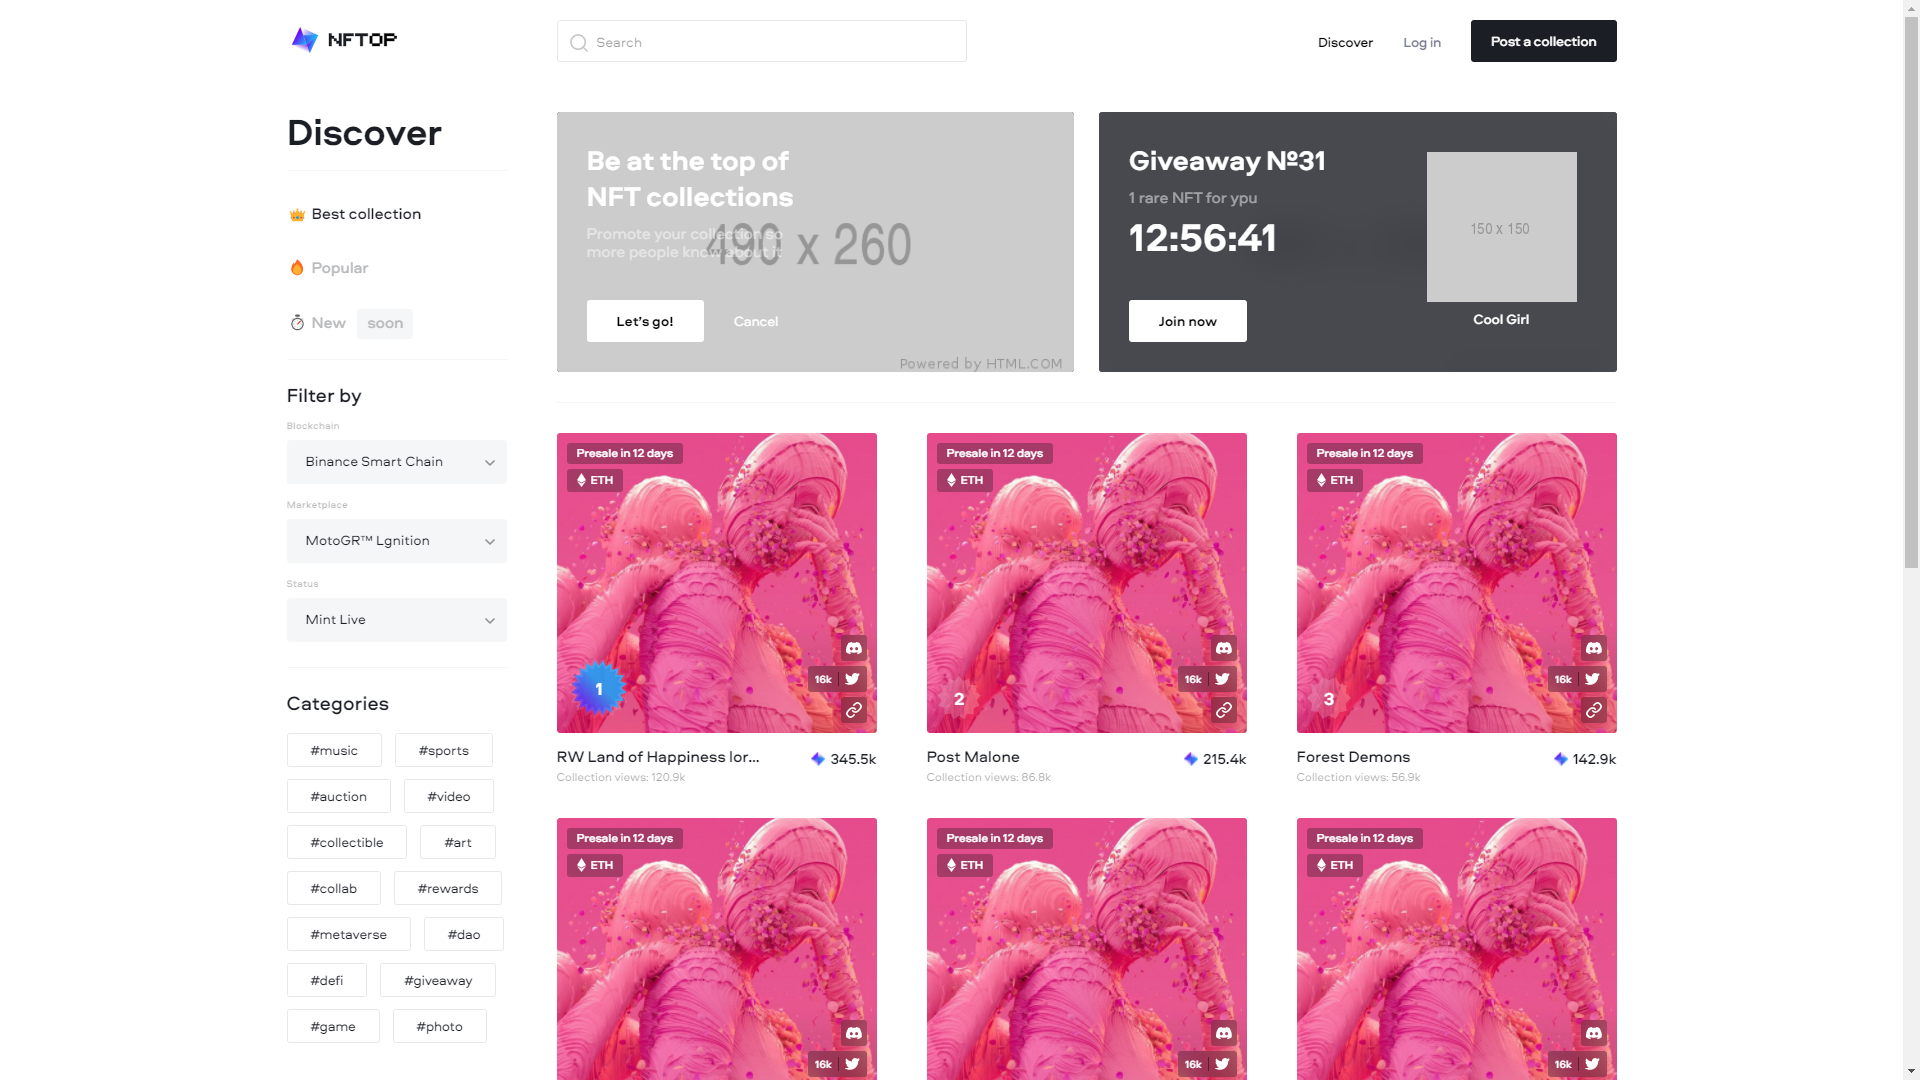 NFTOP
Search
Discover
Log in
Post a collection
Discover
Best collection
Popular
New
soon
Filter by
Blockchain
Binance Smart Chain
Marketplace
MotoGR™ Lgnition
Status
Mint Live
Categories
#music
#sports
#auction
#video
#collectible
#art
#collab
#rewards
#metaverse
#dao
#defi
#giveaway
#game
#photo
Be at the top of
NFT collections
Promote your collection so
more people know about it
490 x 260
Let's go!
Cancel
Powered by HTML.COM
Giveaway №31
1 rare NFT for ypu
12:56:41
Join now
150 x 150
Cool Girl
Presale in 12 days
ETH
1
16k
RW Land of Happiness lor...
345.5k
Collection views: 120.9k
Presale in 12 days
ETH
2
16k
Post Malone
215.4k
Collection views: 86.8k
Presale in 12 days
ETH
3
16k
Forest Demons
142.9k
Collection views: 56.9k
Presale in 12 days
ETH
16k
Presale in 12 days
ETH
16k
Presale in 12 days
ETH
16k